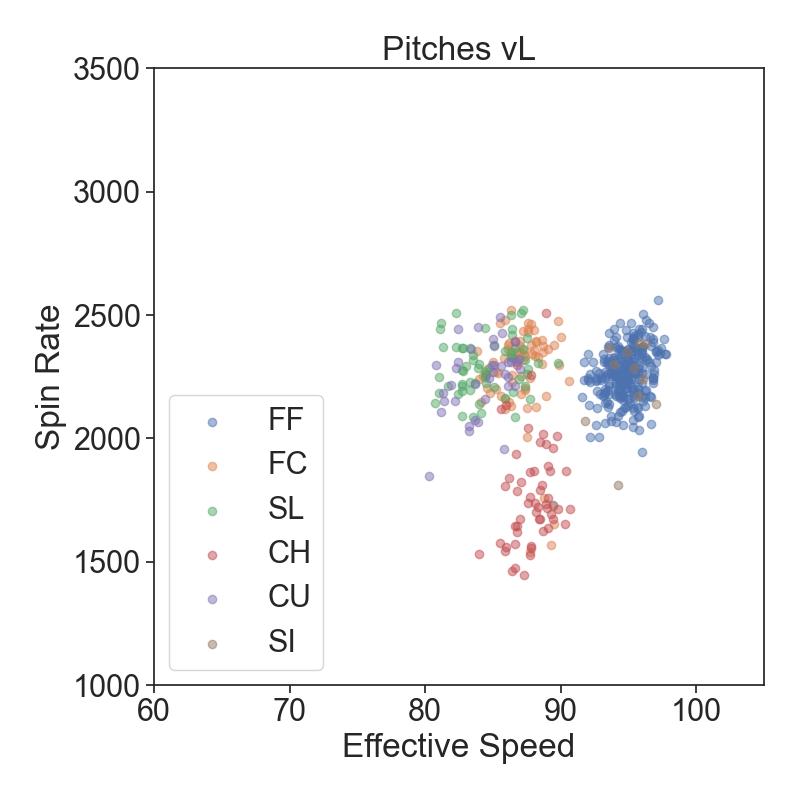 Pitches vL
3500
3000
2500
2000
1500
1000
Spin Rate
FF
FC
SL
CH
CU
SI
60 70 80 90 100
Effective Speed